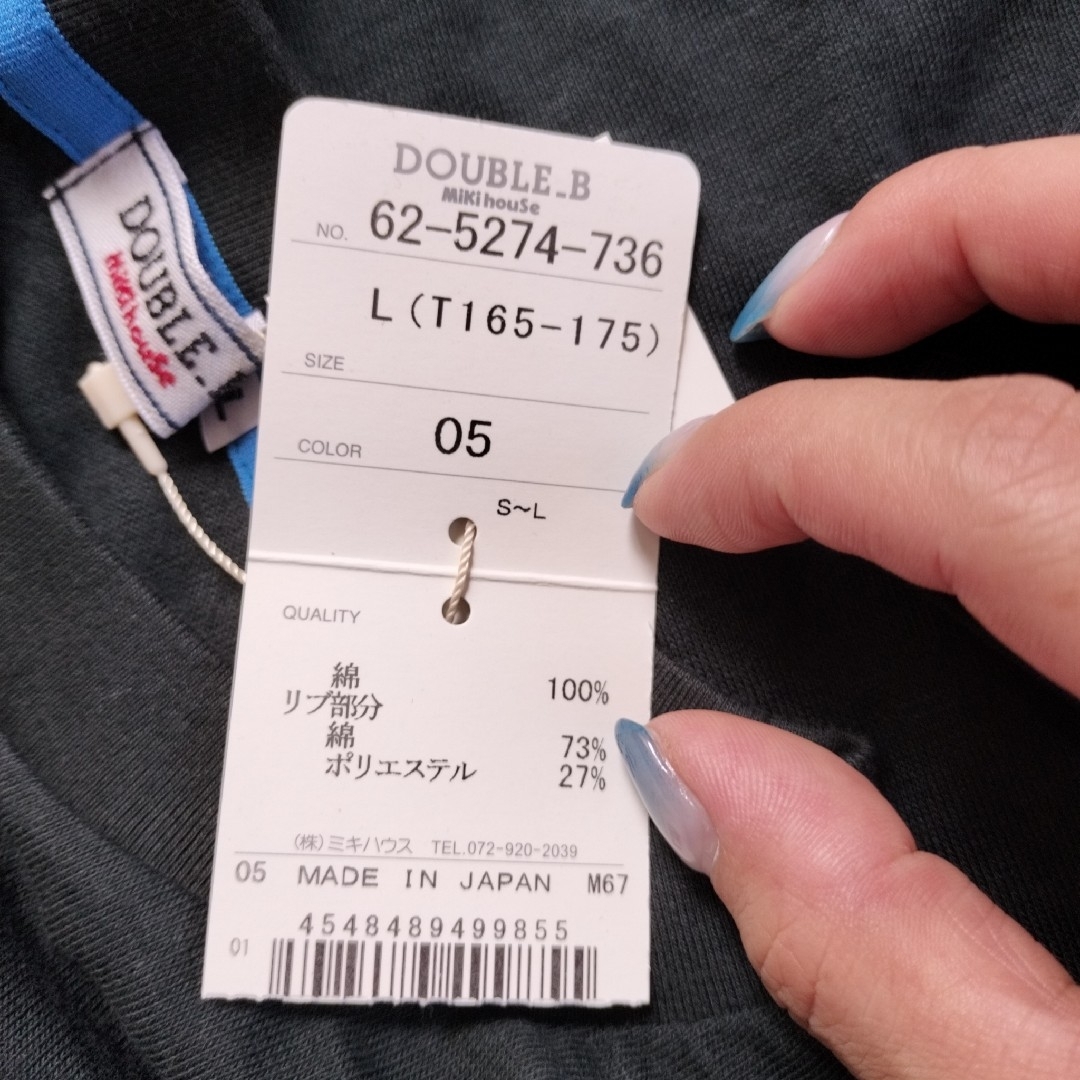 DOUBLE_B
MiKi houSe
NO. 62-5274-736
L (T165-175)
SIZE
COLOR 05
S~L
QUALITY
綿 100%
リブ部分
綿 73%
ポリエステル 27%
(株)ミキハウス TEL.072-920-2039
05 MADE IN JAPAN M67
4548489499855
01
DOUBLE_B
MiKi houSe
L